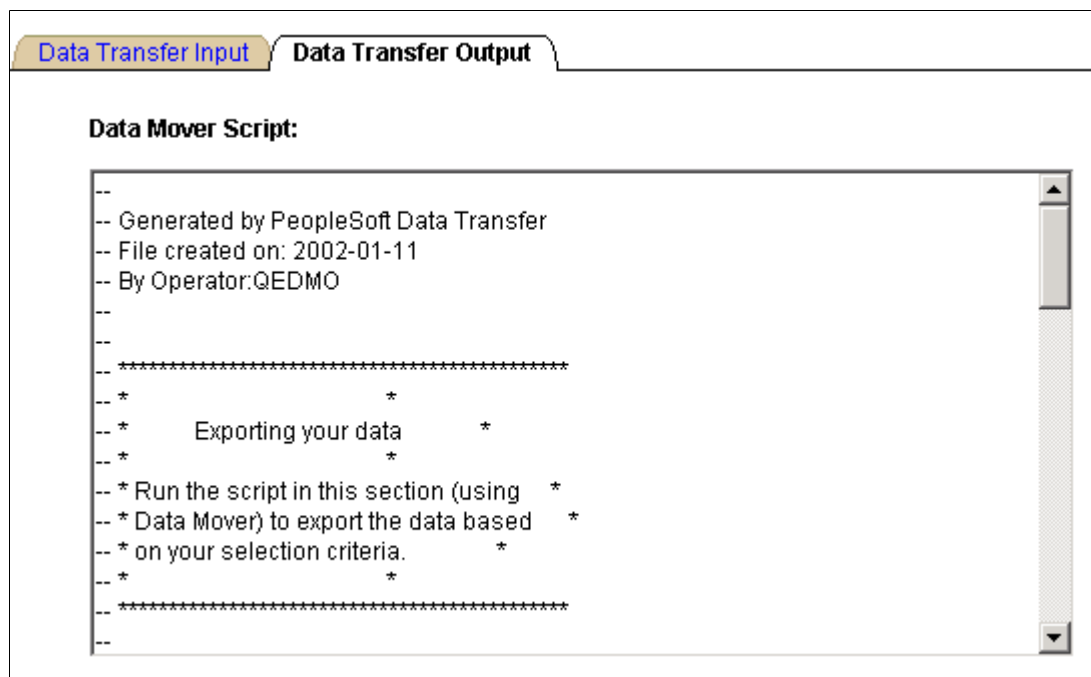 Data Transfer Input
Data Transfer Output
Data Mover Script:
--
-- Generated by PeopleSoft Data Transfer
-- File created on: 2002-01-11
-- By Operator:QEDMO
--
--
-- *********************************************
-- *                          *
-- *       Exporting your data        *
-- *                          *
-- * Run the script in this section (using   *
-- * Data Mover) to export the data based    *
-- * on your selection criteria.         *
-- *                          *
-- *********************************************
--